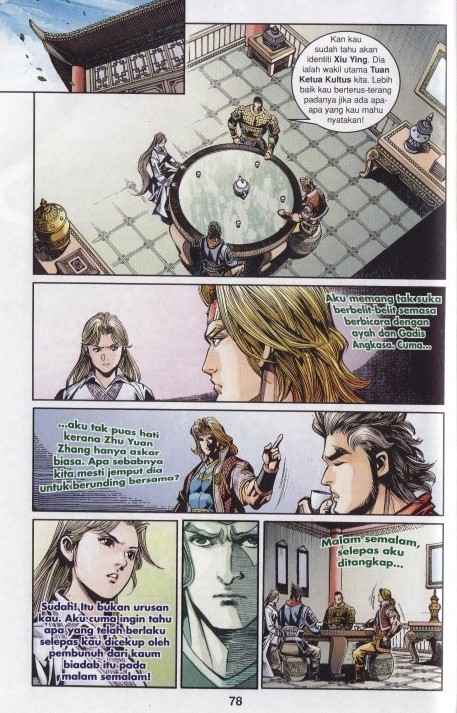 Kan kau
sudah tahu akan
identiti Xiu Ying. Dia
ialah wakil utama Tuan
Ketua Kultus kita. Lebih
baik kau berterus-terang
padanya jika ada apa-
apa yang kau mahu
nyatakan!
Aku memang tak suka
berbelit-belit semasa
berbicara dengan
ayah dan Gadis
Angkasa. Cuma...
...aku tak puas hati
kerana Zhu Yuan
Zhang hanya askar
biasa. Apa sebabnya
kita mesti jemput dia
untuk berunding bersama?
Sudah! Itu bukan urusan
kau. Aku cuma ingin tahu
apa yang telah berlaku
selepas kau dicekup oleh
pembunuh dari kaum
biadab itu pada
malam semalam!
Malam semalam,
selepas aku
ditangkap...
78